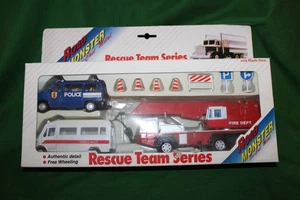 Road
MONSTER
Rescue Team Series
POLICE
P
FIRE DEPT.
• Authentic detail
• Free Wheeling
Rescue Team Series
Road
MONSTER